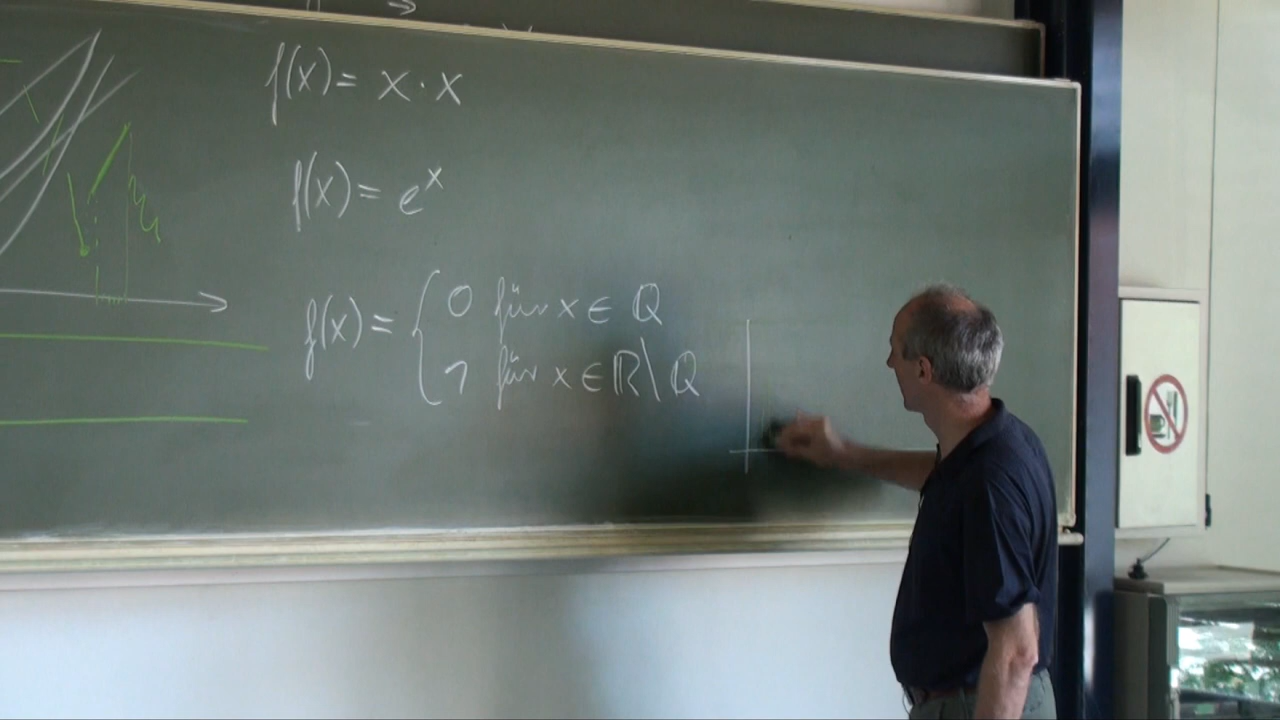 f(x) = x · x
f(x) = e^x
f(x) = { 0 für x ∈ ℚ
1 für x ∈ ℝ\ℚ